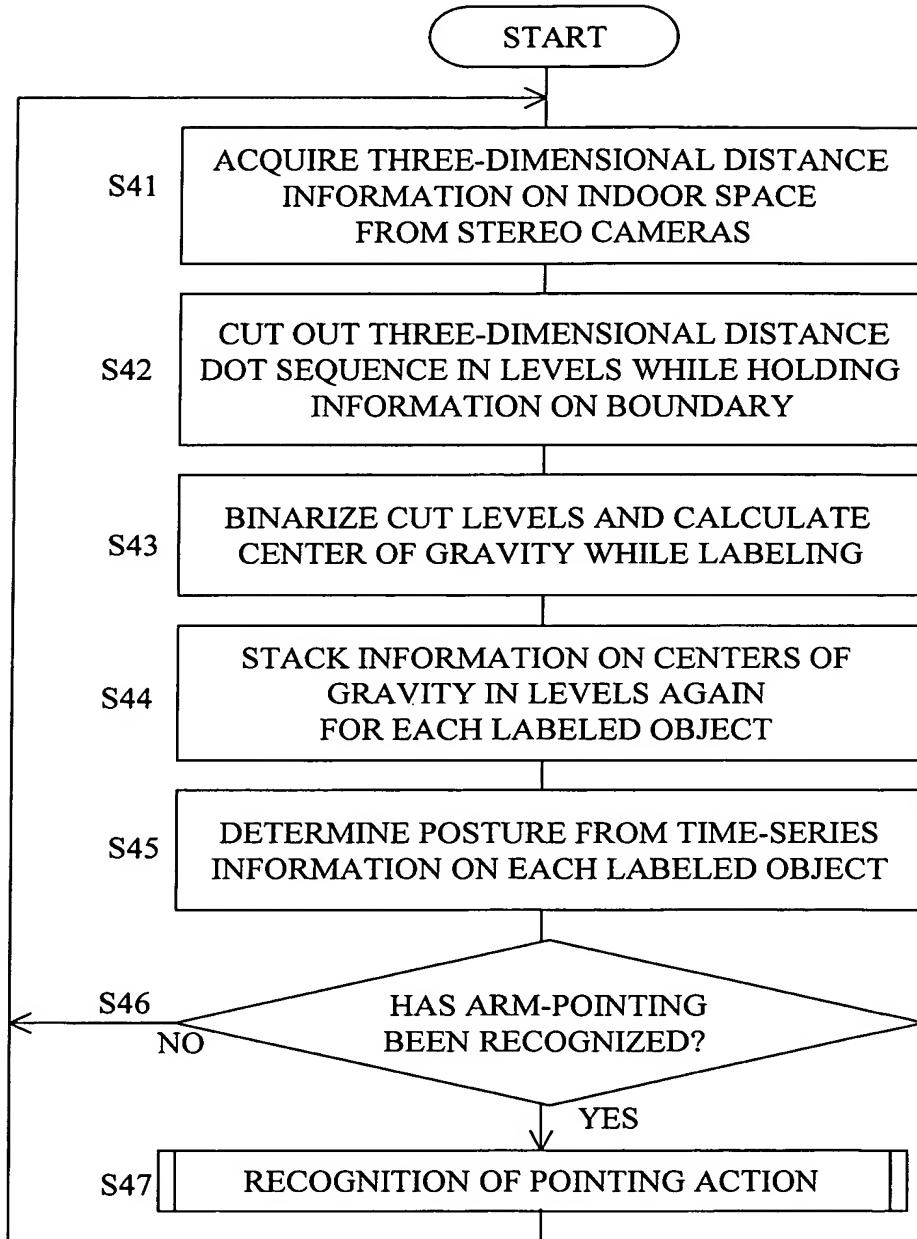 START
S41
ACQUIRE THREE-DIMENSIONAL DISTANCE
INFORMATION ON INDOOR SPACE
FROM STEREO CAMERAS
S42
CUT OUT THREE-DIMENSIONAL DISTANCE
DOT SEQUENCE IN LEVELS WHILE HOLDING
INFORMATION ON BOUNDARY
S43
BINARIZE CUT LEVELS AND CALCULATE
CENTER OF GRAVITY WHILE LABELING
S44
STACK INFORMATION ON CENTERS OF
GRAVITY IN LEVELS AGAIN
FOR EACH LABELED OBJECT
S45
DETERMINE POSTURE FROM TIME-SERIES
INFORMATION ON EACH LABELED OBJECT
S46
HAS ARM-POINTING
BEEN RECOGNIZED?
NO
YES
S47
RECOGNITION OF POINTING ACTION